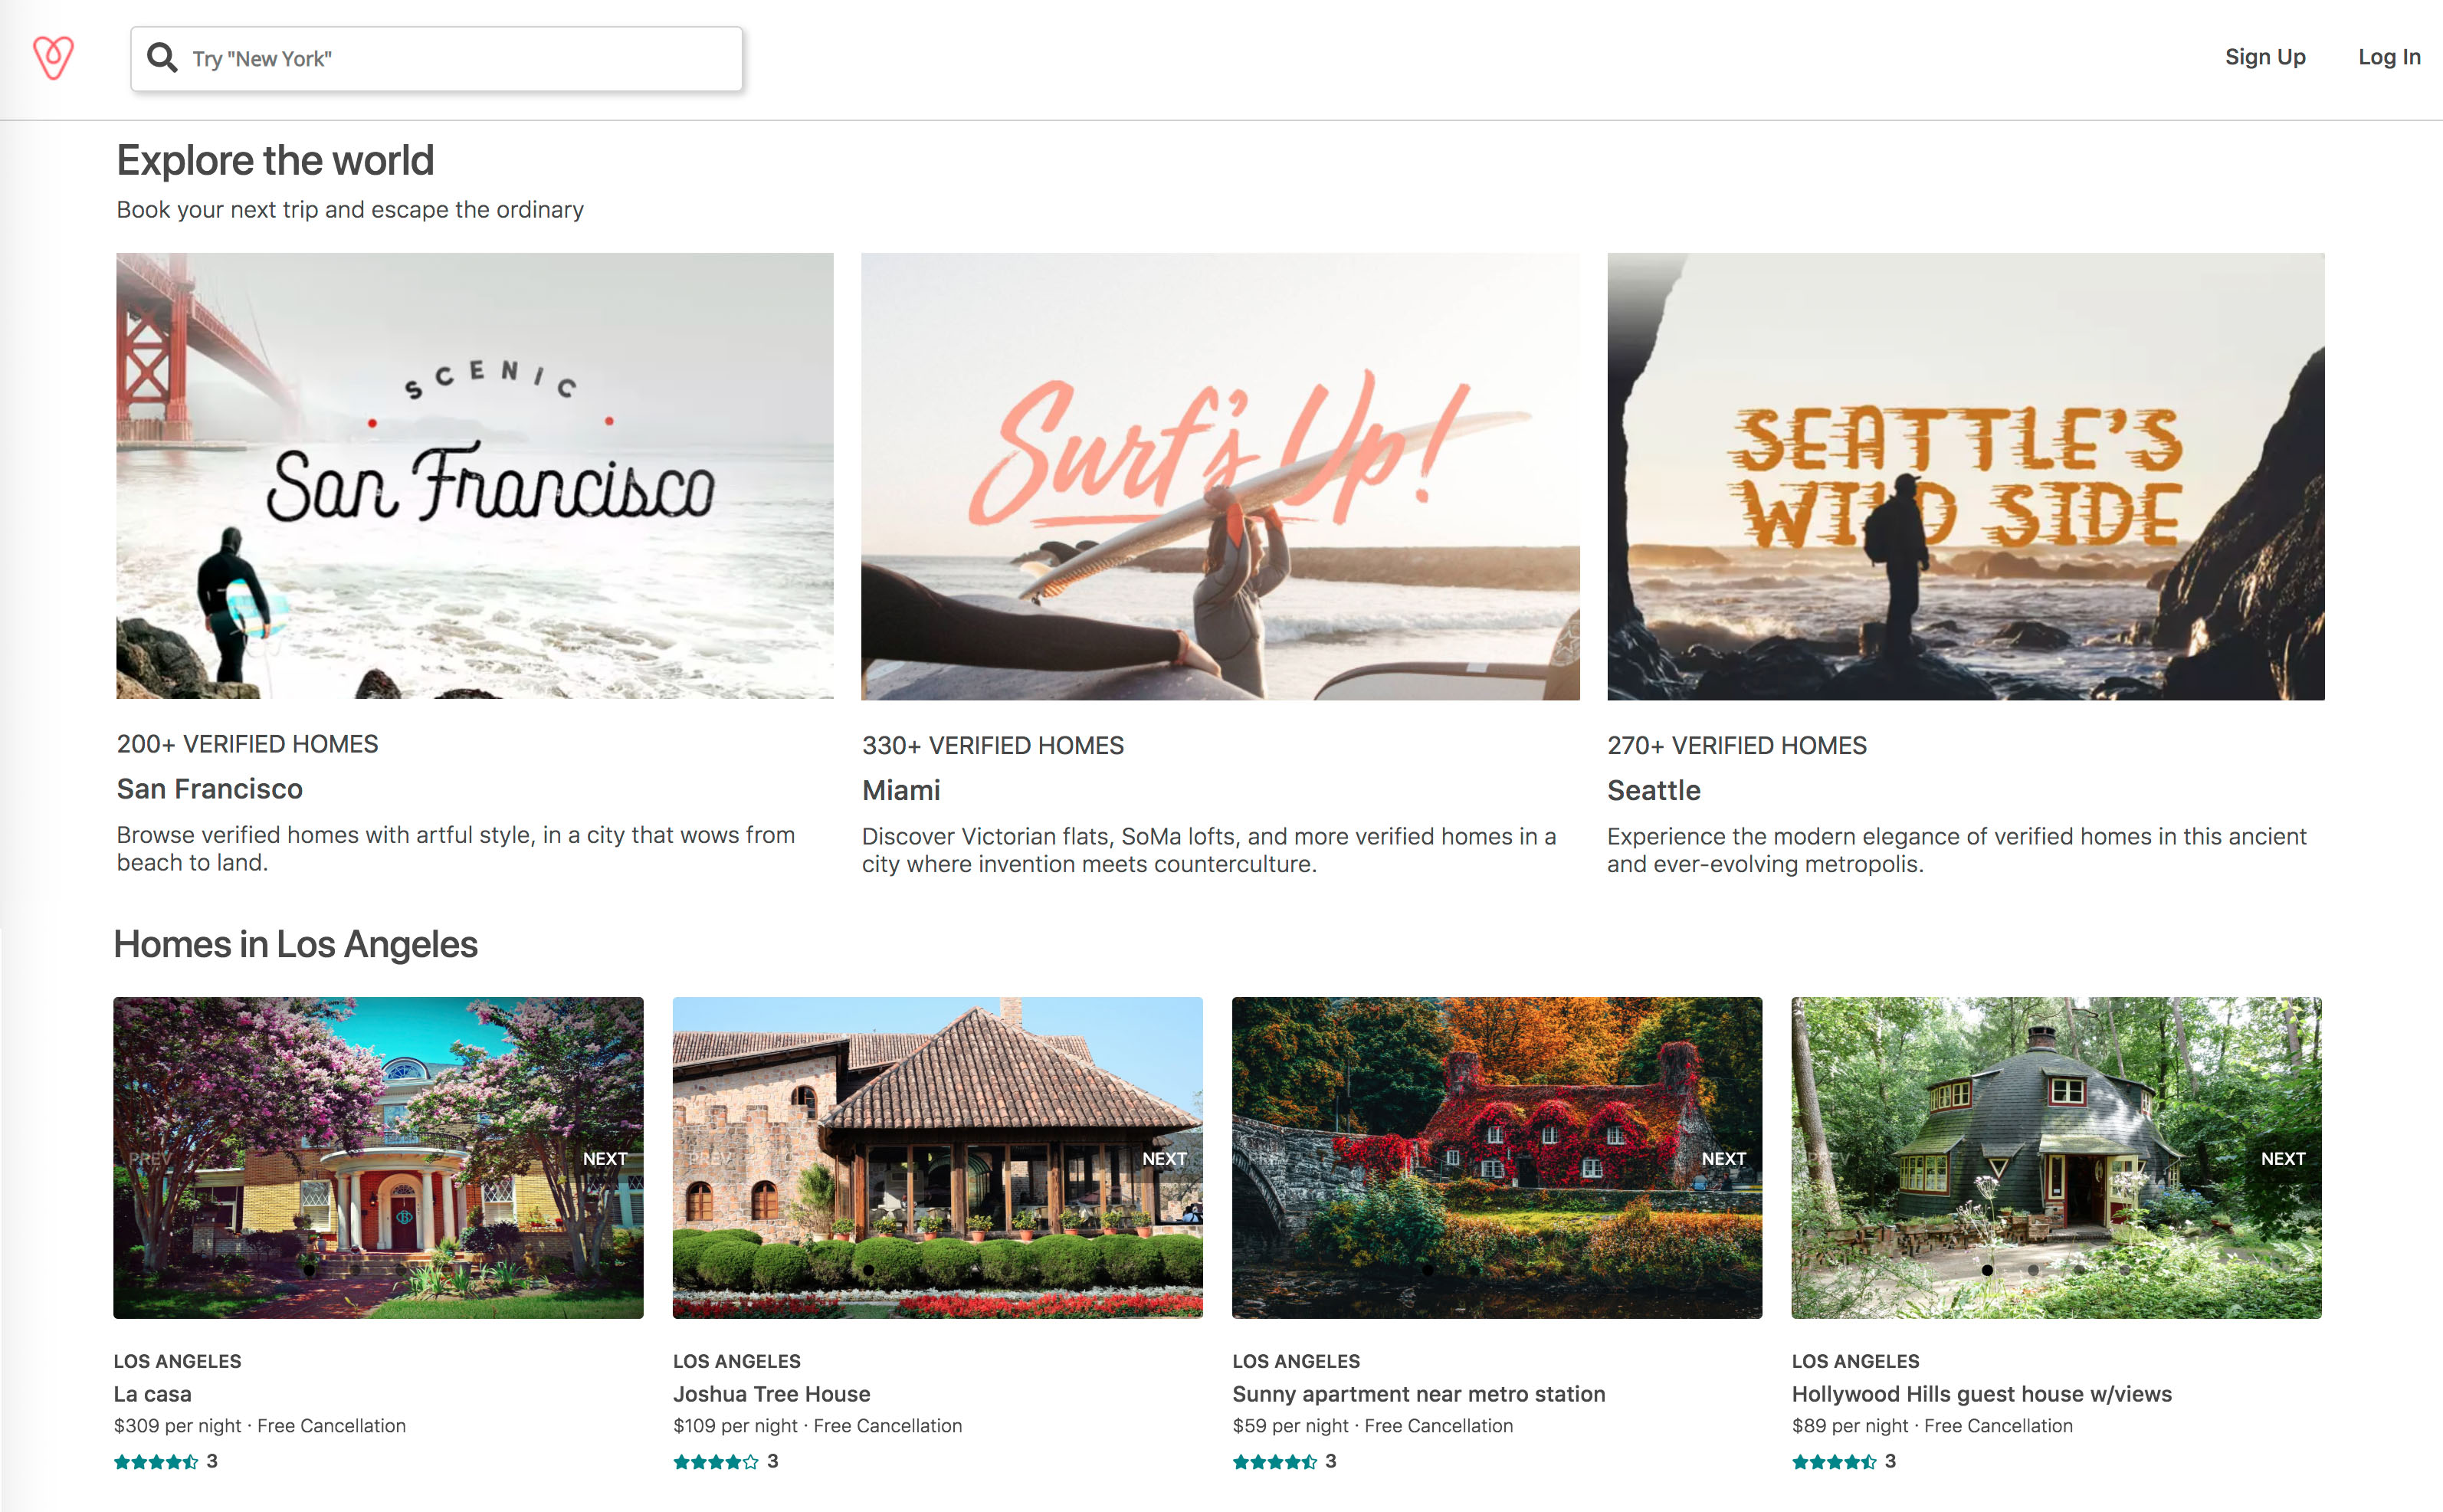 Try "New York"
Sign Up
Log In
Explore the world
Book your next trip and escape the ordinary
SCENIC
San Francisco
Surf's Up!
SEATTLE'S
WILD SIDE
200+ VERIFIED HOMES
San Francisco
Browse verified homes with artful style, in a city that wows from
beach to land.
330+ VERIFIED HOMES
Miami
Discover Victorian flats, SoMa lofts, and more verified homes in a
city where invention meets counterculture.
270+ VERIFIED HOMES
Seattle
Experience the modern elegance of verified homes in this ancient
and ever-evolving metropolis.
Homes in Los Angeles
PREV
NEXT
PREV
NEXT
PREV
NEXT
PREV
NEXT
LOS ANGELES
La casa
$309 per night · Free Cancellation
3
LOS ANGELES
Joshua Tree House
$109 per night · Free Cancellation
3
LOS ANGELES
Sunny apartment near metro station
$59 per night · Free Cancellation
3
LOS ANGELES
Hollywood Hills guest house w/views
$89 per night · Free Cancellation
3